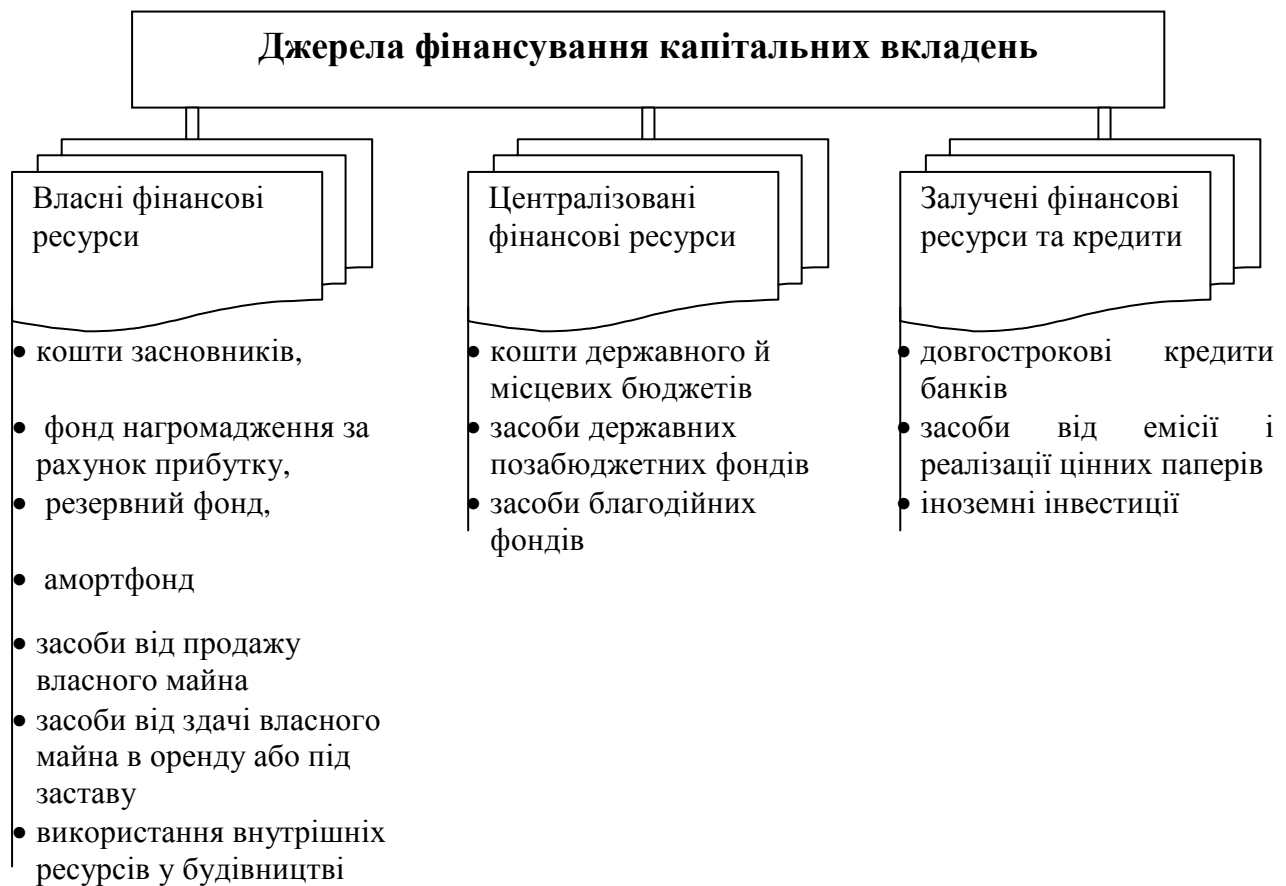 Джерела фінансування капітальних вкладень
Власні фінансові
ресурси
• кошти засновників,
• фонд нагромадження за
рахунок прибутку,
• резервний фонд,
• амортфонд
• засоби від продажу
власного майна
• засоби від здачі власного
майна в оренду або під
заставу
• використання внутрішніх
ресурсів у будівництві
Централізовані
фінансові ресурси
• кошти державного й
місцевих бюджетів
• засоби державних
позабюджетних фондів
• засоби благодійних
фондів
Залучені фінансові
ресурси та кредити
• довгострокові кредити
банків
• засоби від емісії і
реалізації цінних паперів
• іноземні інвестиції